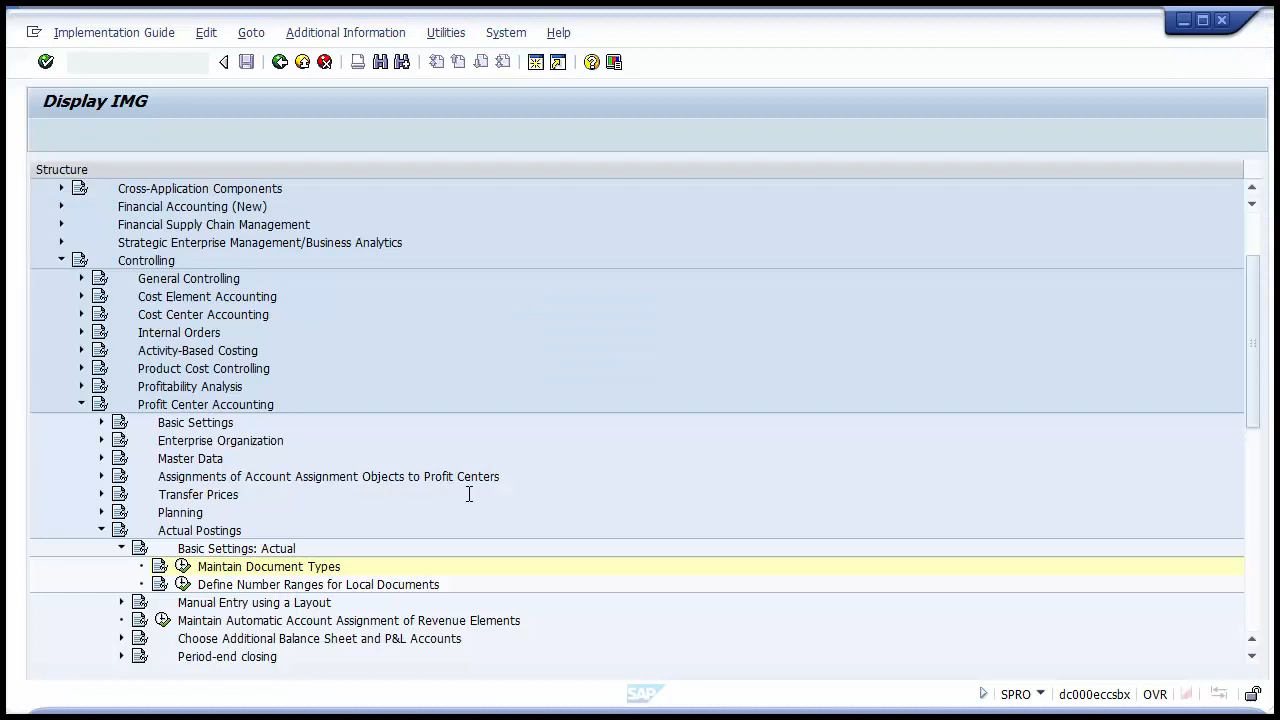 Implementation Guide Edit Goto Additional Information Utilities System Help
Display IMG
Structure
Cross-Application Components
Financial Accounting (New)
Financial Supply Chain Management
Strategic Enterprise Management/Business Analytics
Controlling
General Controlling
Cost Element Accounting
Cost Center Accounting
Internal Orders
Activity-Based Costing
Product Cost Controlling
Profitability Analysis
Profit Center Accounting
Basic Settings
Enterprise Organization
Master Data
Assignments of Account Assignment Objects to Profit Centers
Transfer Prices
Planning
Actual Postings
Basic Settings: Actual
Maintain Document Types
Define Number Ranges for Local Documents
Manual Entry using a Layout
Maintain Automatic Account Assignment of Revenue Elements
Choose Additional Balance Sheet and P&L Accounts
Period-end closing
SAP SPRO dc000eccsbx OVR